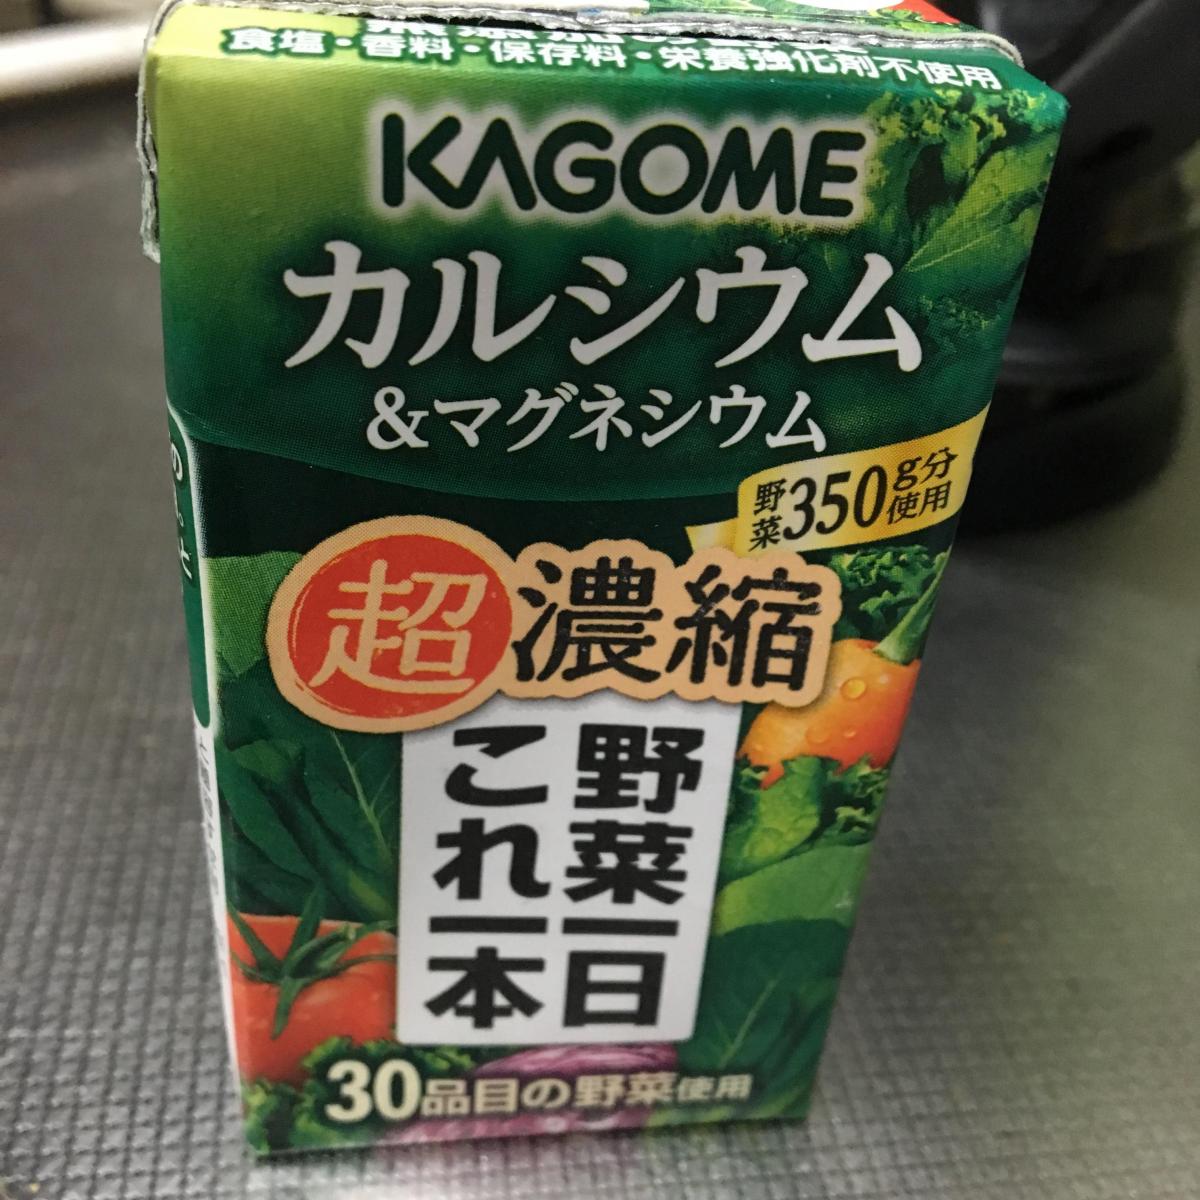 食塩・香料・保存料・栄養強化剤不使用
KAGOME
カルシウム
&マグネシウム
野菜350g分使用
超濃縮
野菜一日
これ一本
30品目の野菜使用